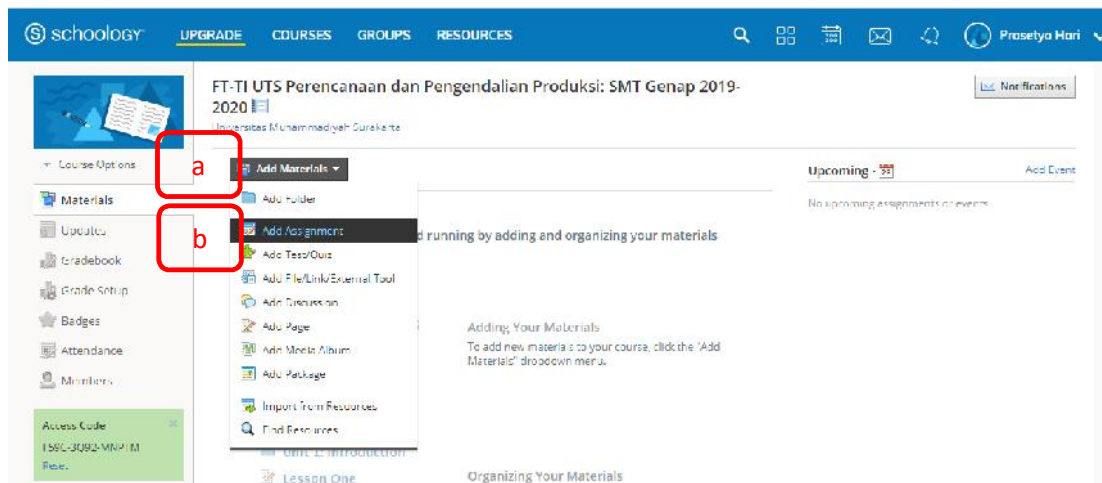 schoology UPGRADE COURSES GROUPS RESOURCES Prasetya Hari
FT-TI UTS Perencanaan dan Pengendalian Produksi: SMT Genap 2019-
2020
Universitas Muhammadiyah Surakarta
Notifications
Course Options
Materials
Updates
Gradebook
Grade Setup
Badges
Attendance
Members
Access Code
Reset
a
b
Add Materials
Add Folder
Add Assignment
Add Test/Quiz
Add File/Link/External Tool
Add Discussion
Add Page
Add Media Album
Add Package
Import from Resources
Find Resources
d running by adding and organizing your materials
Adding Your Materials
To add new materials to your course, click the "Add
Materials" dropdown menu.
Unit 1: Introduction
Lesson One
Organizing Your Materials
Upcoming
Add Event
No upcoming assignments or events